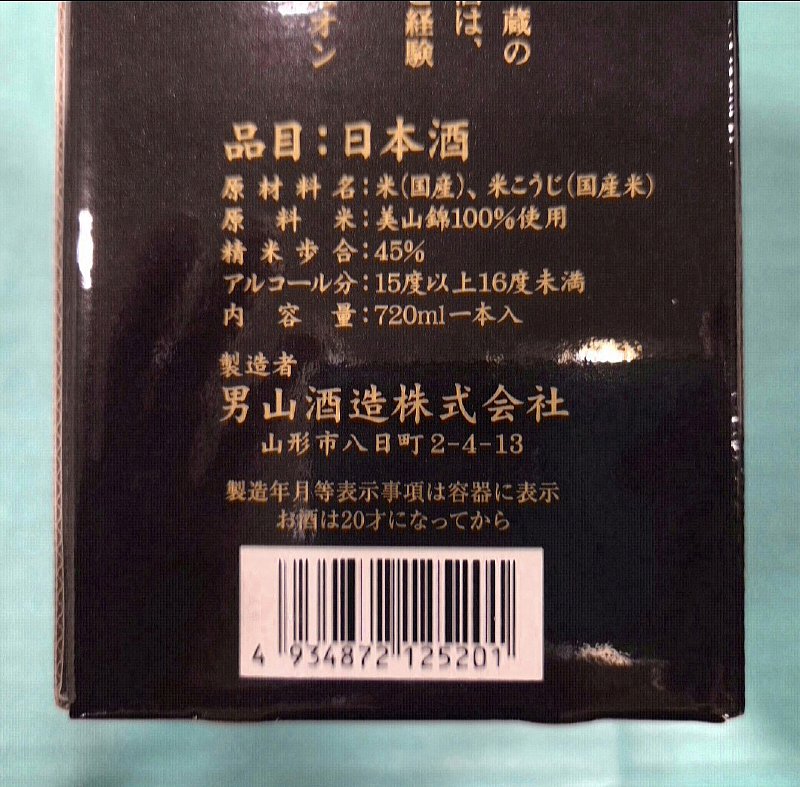 蔵の
は、
経験
オン
品目：日本酒
原材料名：米(国産)、米こうじ(国産米)
原料米：美山錦100%使用
精米歩合：45%
アルコール分：15度以上16度未満
内容量：720ml一本入
製造者
男山酒造株式会社
山形市八日町2-4-13
製造年月等表示事項は容器に表示
お酒は20才になってから
4 934872 125201